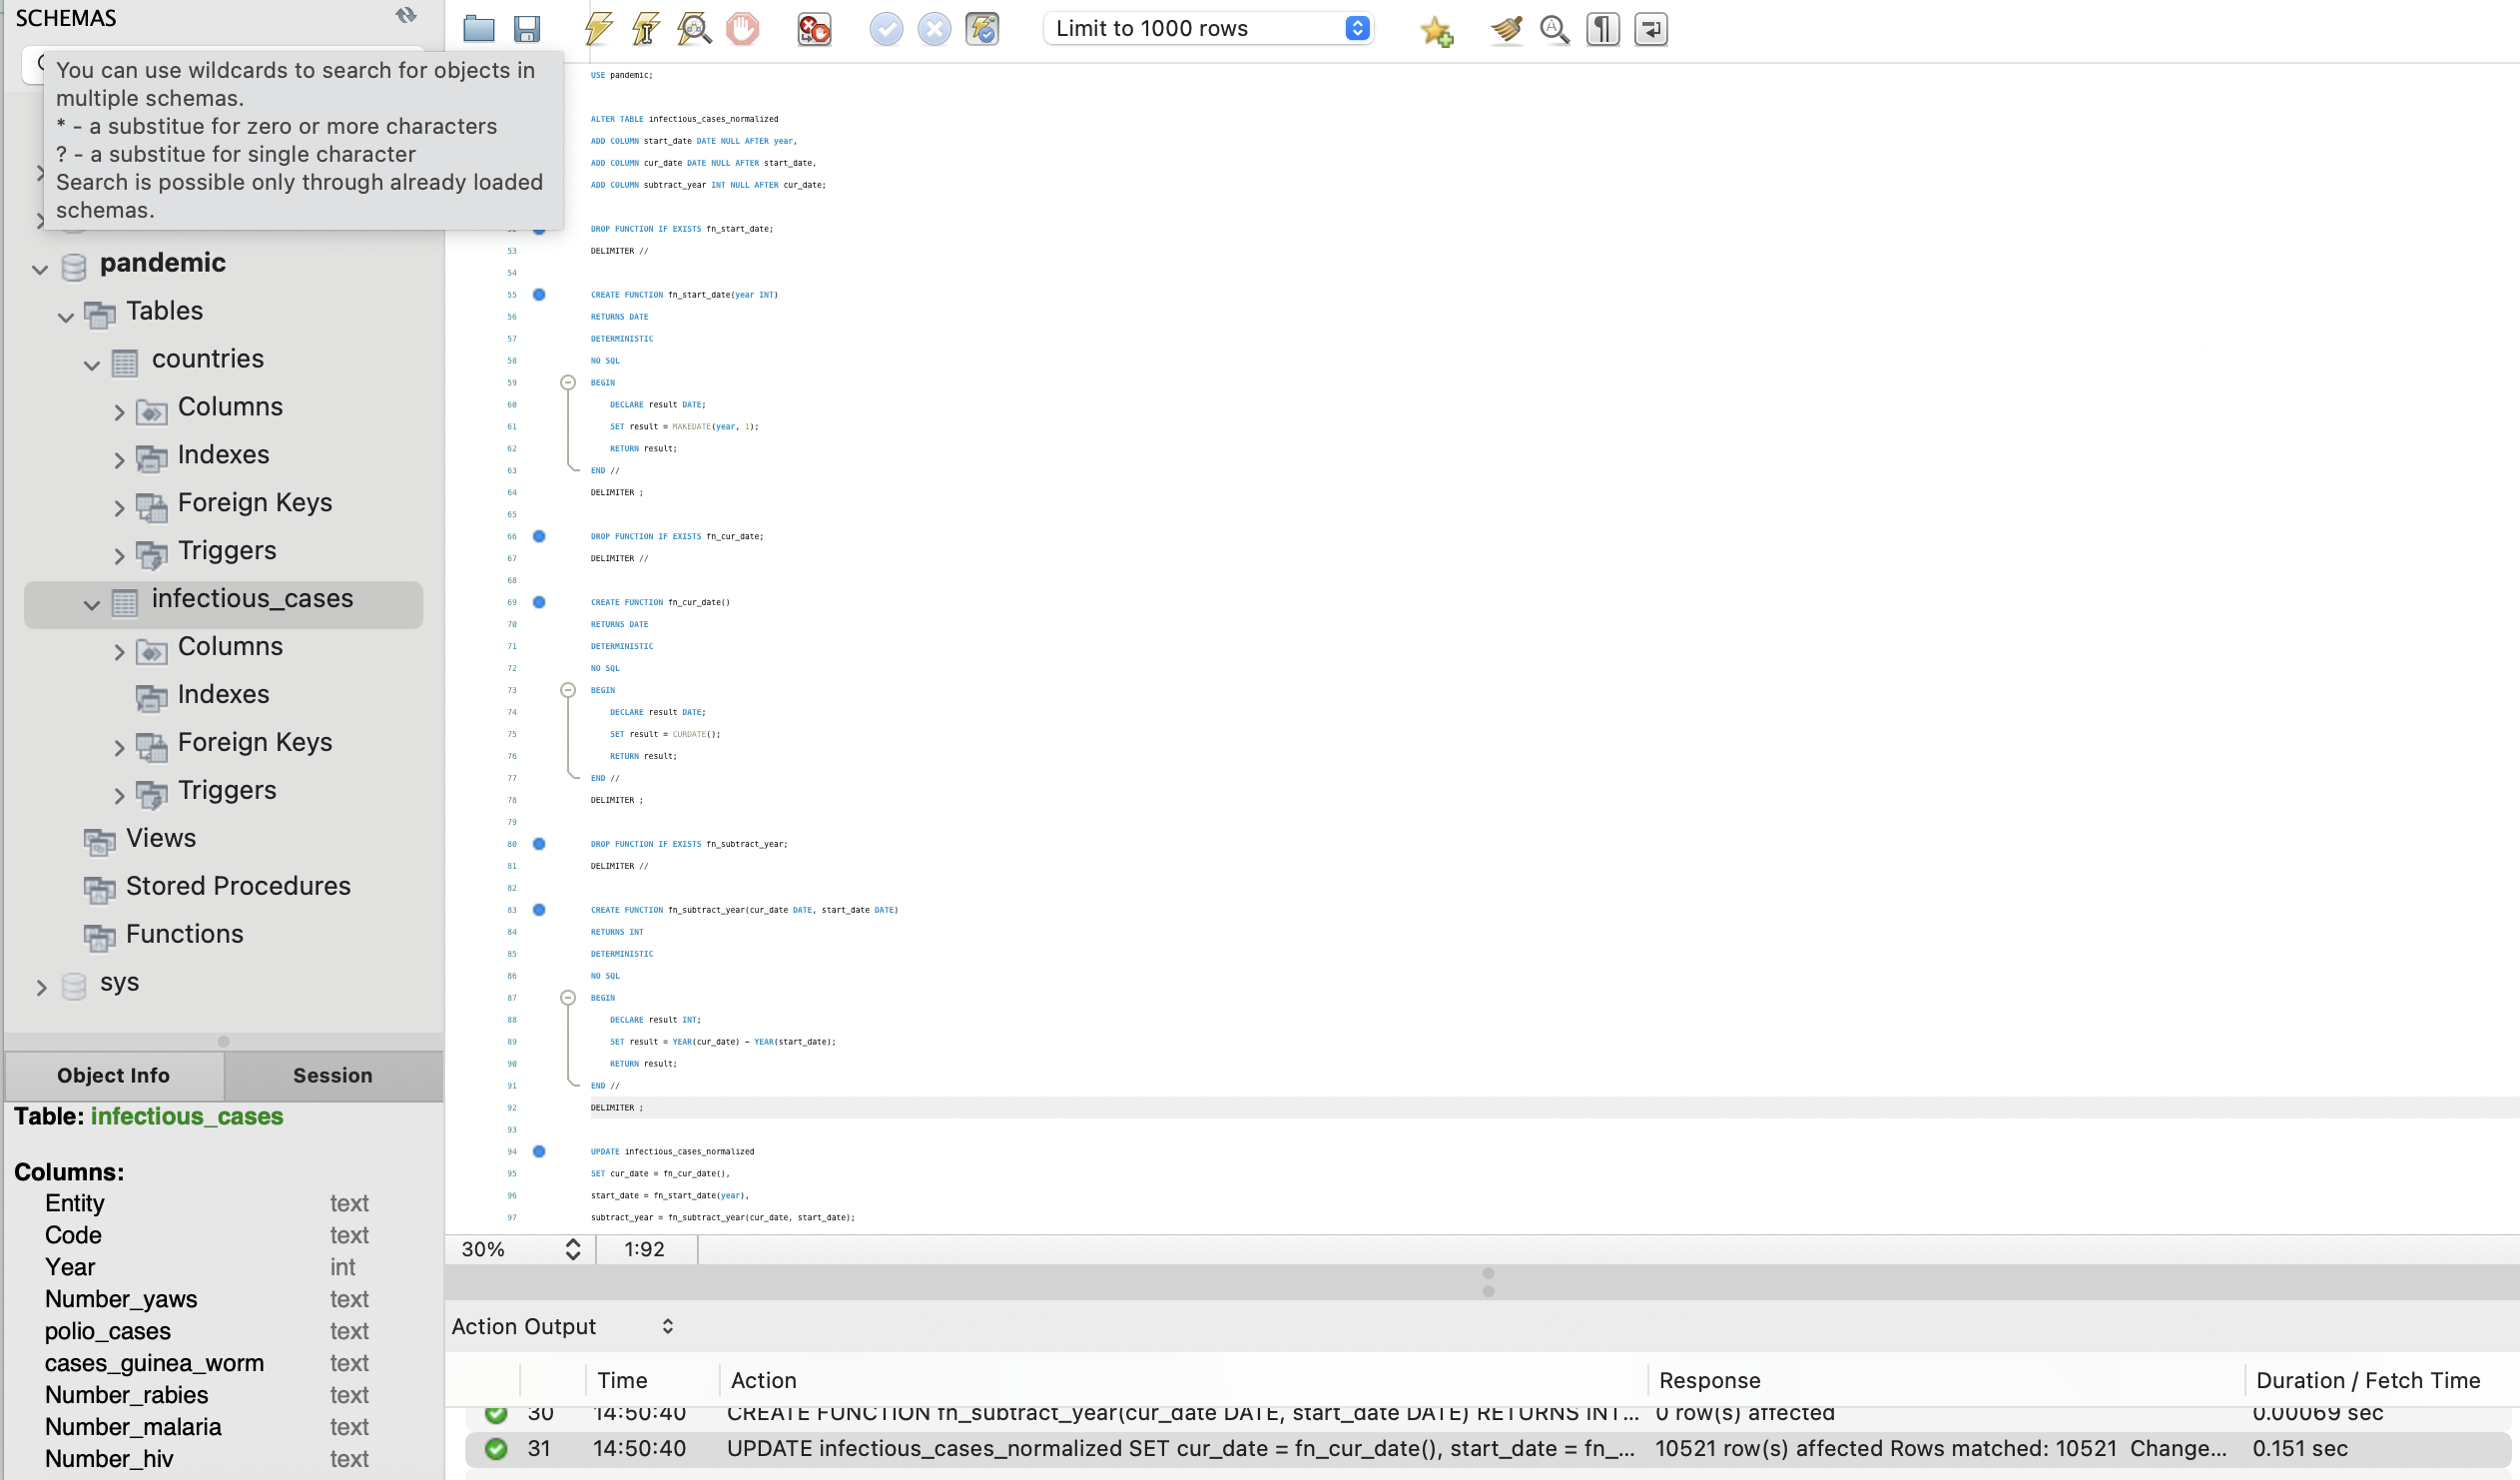 SCHEMAS
You can use wildcards to search for objects in
multiple schemas.
* - a substitue for zero or more characters
? - a substitue for single character
Search is possible only through already loaded
schemas.
pandemic
Tables
countries
Columns
Indexes
Foreign Keys
Triggers
infectious_cases
Columns
Indexes
Foreign Keys
Triggers
Views
Stored Procedures
Functions
sys
Object Info Session
Table: infectious_cases
Columns:
Entity text
Code text
Year int
Number_yaws text
polio_cases text
cases_guinea_worm text
Number_rabies text
Number_malaria text
Number_hiv text
Limit to 1000 rows
USE pandemic;
ALTER TABLE infectious_cases_normalized
ADD COLUMN start_date DATE NULL AFTER year,
ADD COLUMN cur_date DATE NULL AFTER start_date,
ADD COLUMN subtract_year INT NULL AFTER cur_date;
52 DROP FUNCTION IF EXISTS fn_start_date;
53 DELIMITER //
54
55 CREATE FUNCTION fn_start_date(year INT)
56 RETURNS DATE
57 DETERMINISTIC
58 NO SQL
59 BEGIN
60 DECLARE result DATE;
61 SET result = MAKEDATE(year, 1);
62 RETURN result;
63 END //
64 DELIMITER ;
65
66 DROP FUNCTION IF EXISTS fn_cur_date;
67 DELIMITER //
68
69 CREATE FUNCTION fn_cur_date()
70 RETURNS DATE
71 DETERMINISTIC
72 NO SQL
73 BEGIN
74 DECLARE result DATE;
75 SET result = CURDATE();
76 RETURN result;
77 END //
78 DELIMITER ;
79
80 DROP FUNCTION IF EXISTS fn_subtract_year;
81 DELIMITER //
82
83 CREATE FUNCTION fn_subtract_year(cur_date DATE, start_date DATE)
84 RETURNS INT
85 DETERMINISTIC
86 NO SQL
87 BEGIN
88 DECLARE result INT;
89 SET result = YEAR(cur_date) - YEAR(start_date);
90 RETURN result;
91 END //
92 DELIMITER ;
93
94 UPDATE infectious_cases_normalized
95 SET cur_date = fn_cur_date(),
96 start_date = fn_start_date(year),
97 subtract_year = fn_subtract_year(cur_date, start_date);
30% 1:92
Action Output
Time Action Response Duration / Fetch Time
30 14:50:40 CREATE FUNCTION fn_subtract_year(cur_date DATE, start_date DATE) RETURNS INT... 0 row(s) affected 0.00069 sec
31 14:50:40 UPDATE infectious_cases_normalized SET cur_date = fn_cur_date(), start_date = fn_... 10521 row(s) affected Rows matched: 10521 Change... 0.151 sec